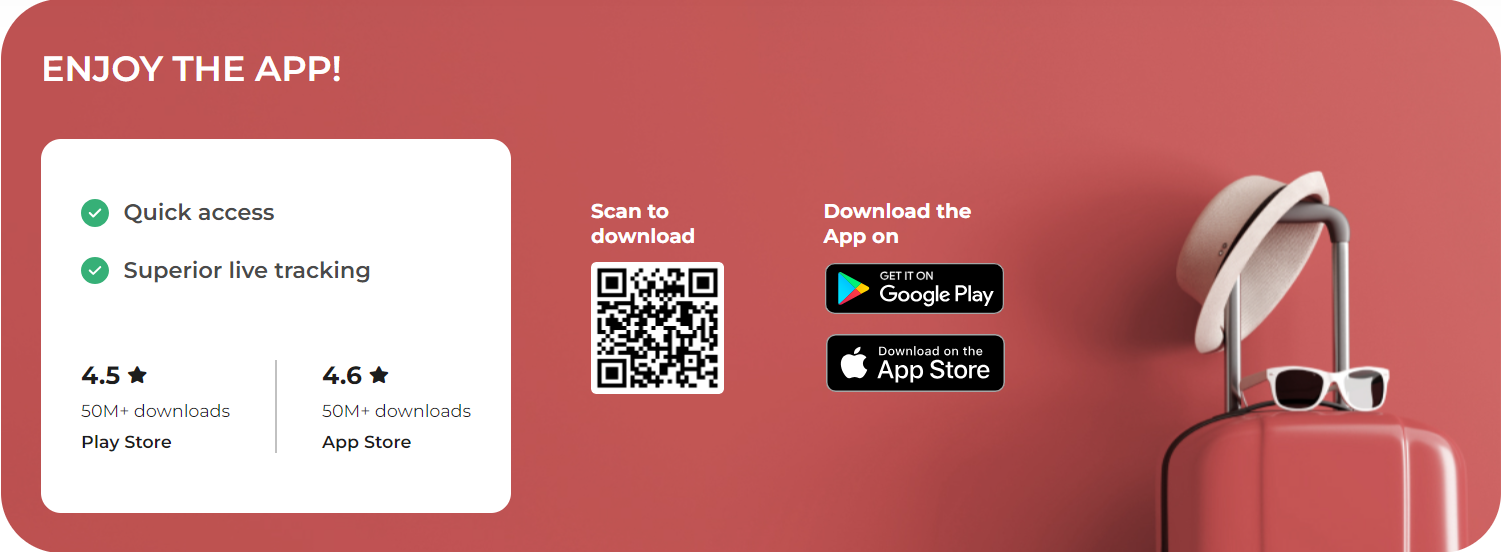 ENJOY THE APP!
Quick access
Superior live tracking
4.5
50M+ downloads
Play Store
4.6
50M+ downloads
App Store
Scan to
download
Download the
App on
GET IT ON
Google Play
Download on the
App Store